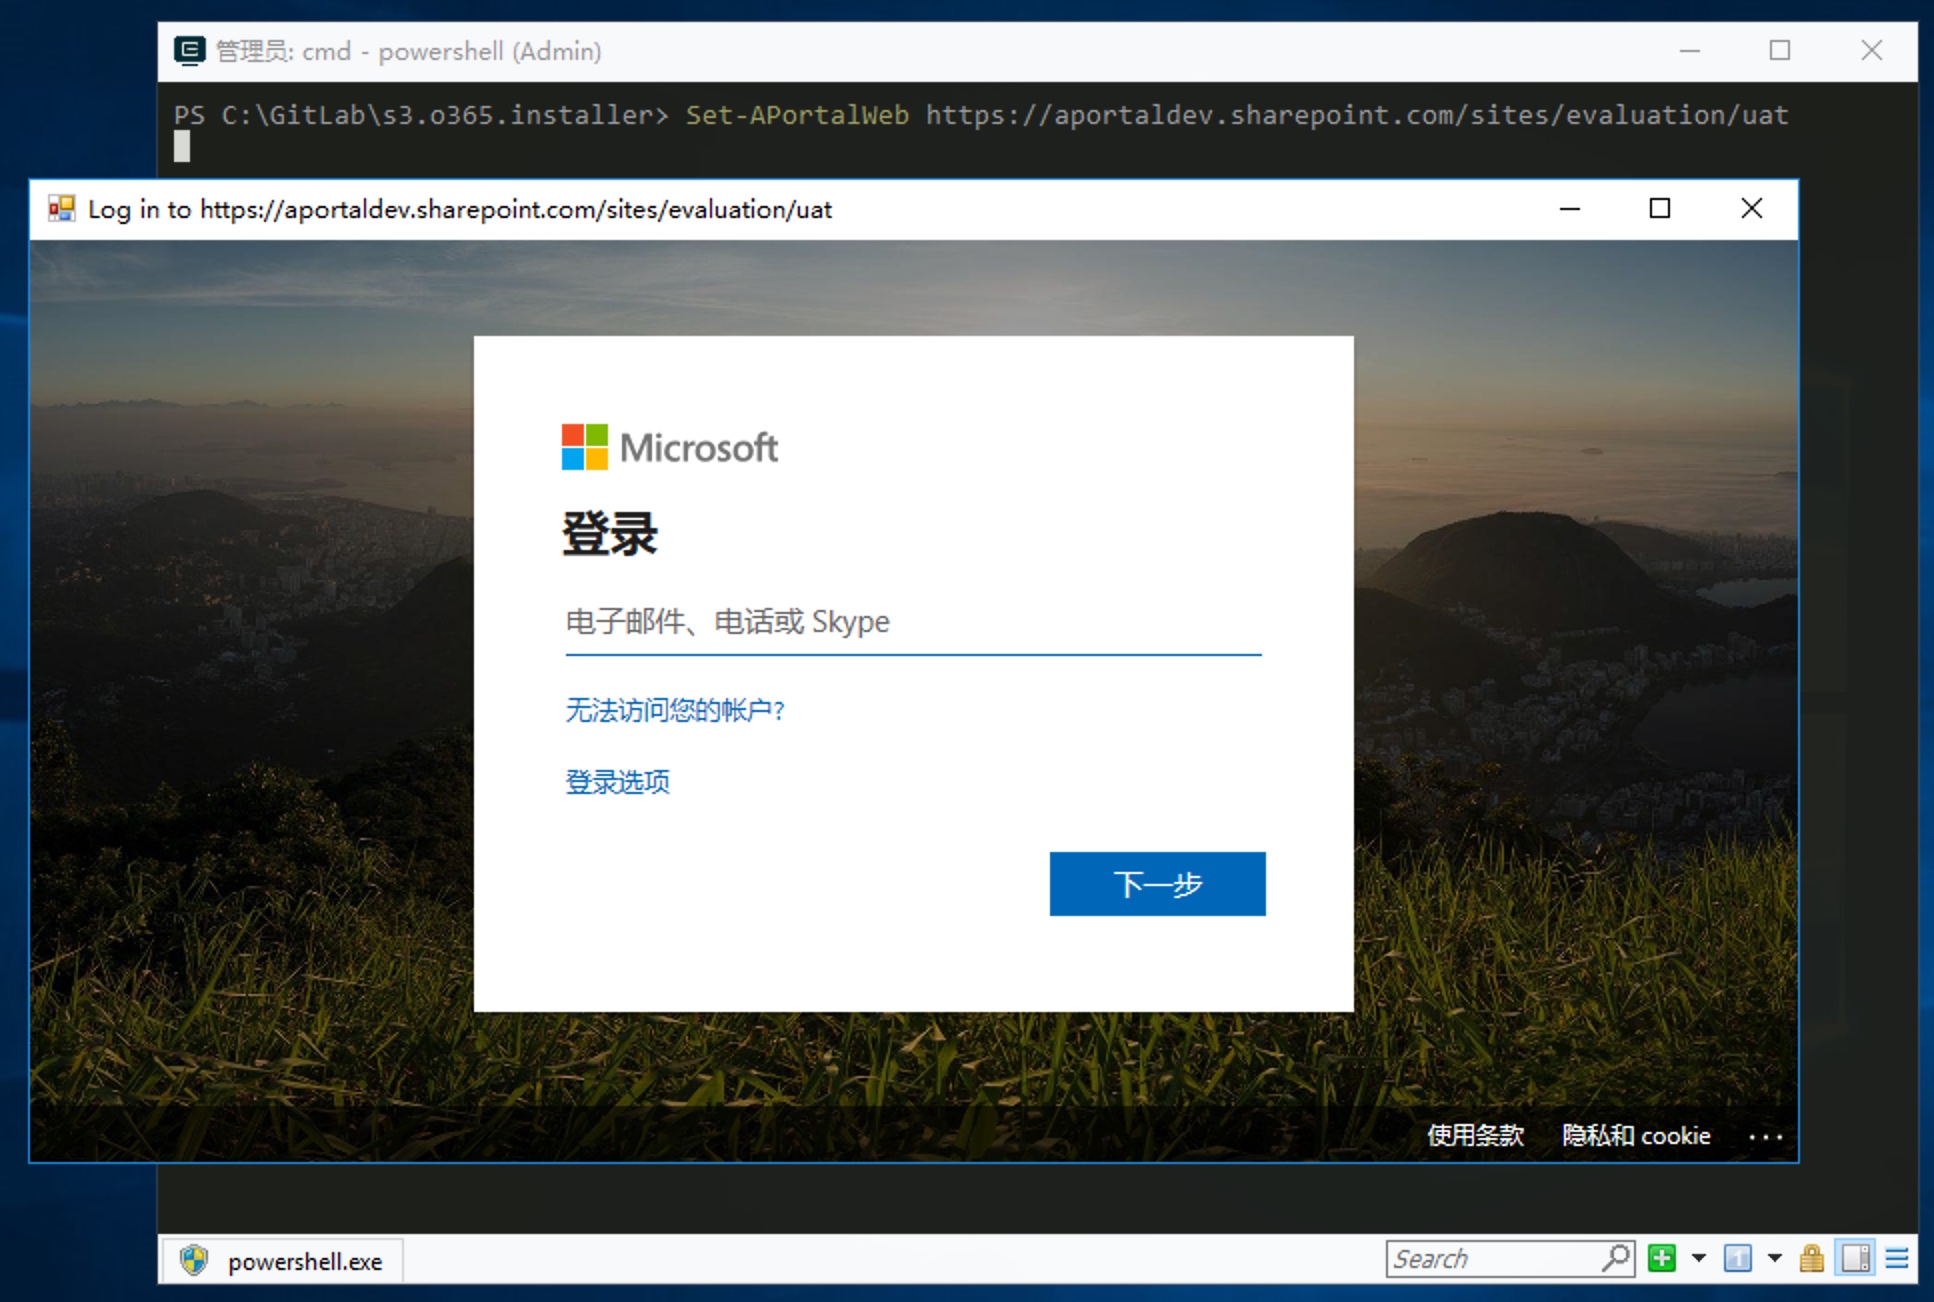 管理员: cmd - powershell (Admin)
PS C:\GitLab\s3.o365.installer> Set-APortalWeb https://aportaldev.sharepoint.com/sites/evaluation/uat
Log in to https://aportaldev.sharepoint.com/sites/evaluation/uat
Microsoft
登录
电子邮件、电话或 Skype
无法访问您的帐户?
登录选项
下一步
使用条款 隐私和 cookie ...
powershell.exe
Search
1